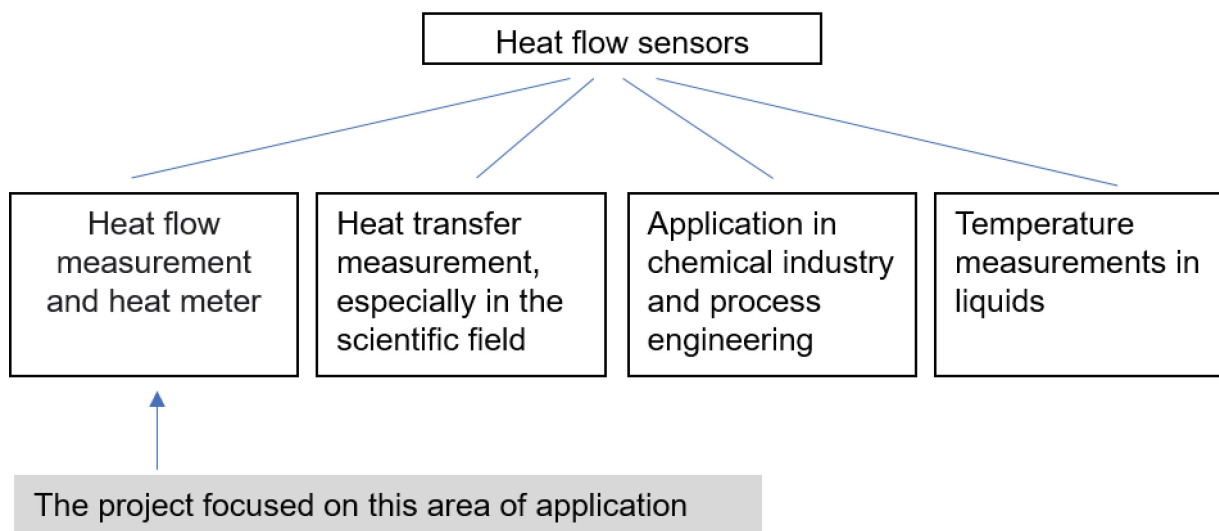 Heat flow sensors
Heat flow
measurement
and heat meter
Heat transfer
measurement,
especially in the
scientific field
Application in
chemical industry
and process
engineering
Temperature
measurements in
liquids
The project focused on this area of application